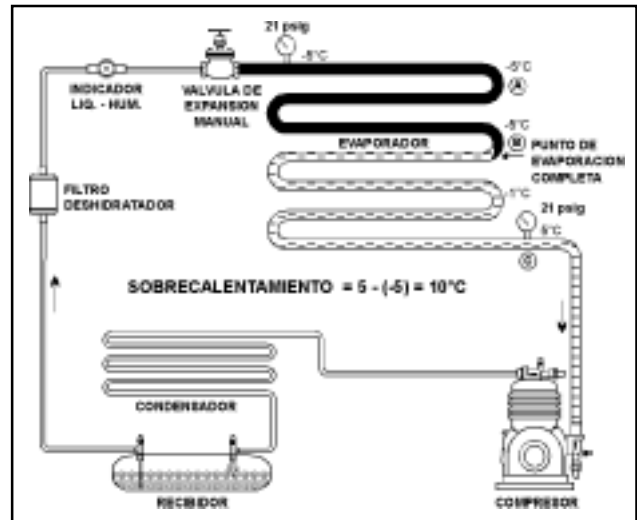 21 psig
-5°C
-5°C
A
INDICADOR
LIQ. - HUM.
VALVULA DE
EXPANSION
MANUAL
-5°C
B
EVAPORADOR
PUNTO DE
EVAPORACION
COMPLETA
FILTRO
DESHIDRATADOR
-1°C
21 psig
5°C
C
SOBRECALENTAMIENTO = 5 - (-5) = 10°C
CONDENSADOR
RECIBIDOR
COMPRESOR